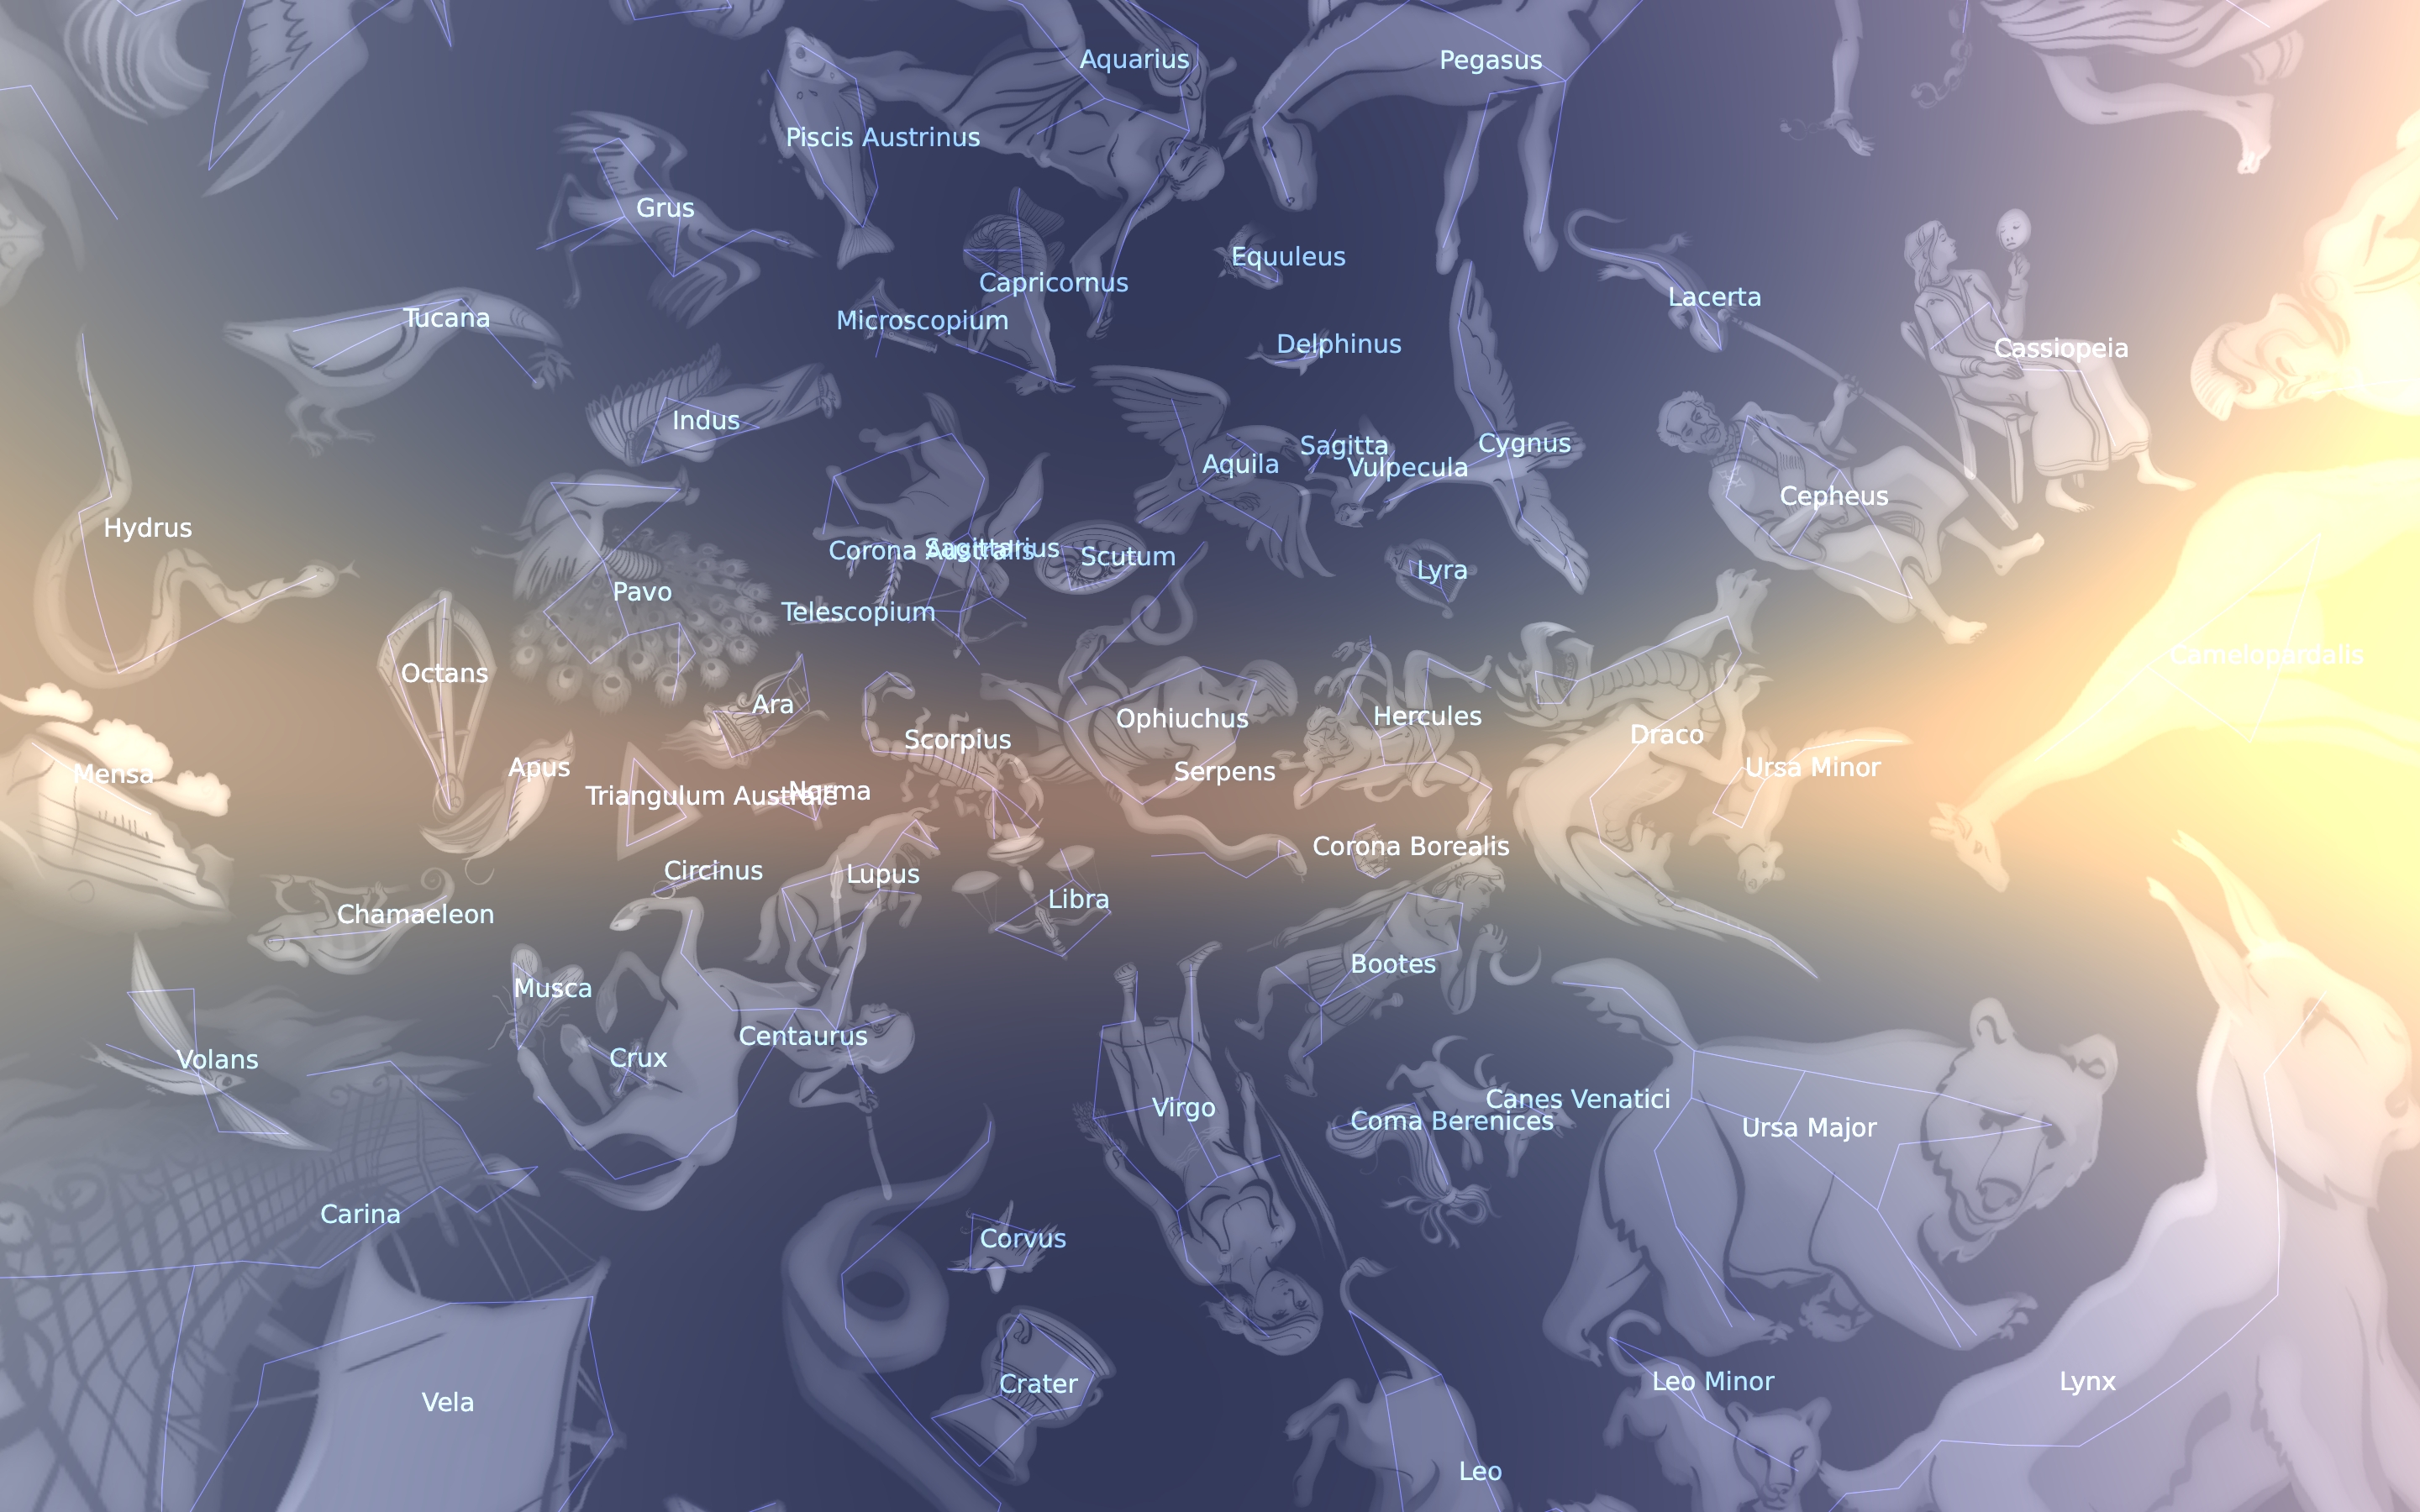 Aquarius
Pegasus
Piscis Austrinus
Grus
Equuleus
Capricornus
Lacerta
Tucana
Microscopium
Delphinus
Cassiopeia
Indus
Sagitta
Cygnus
Aquila
Vulpecula
Cepheus
Hydrus
Corona Australis
Sagittarius
Scutum
Lyra
Pavo
Telescopium
Camelopardalis
Octans
Ara
Ophiuchus
Hercules
Scorpius
Draco
Mensa
Apus
Serpens
Ursa Minor
Triangulum Australe
Norma
Corona Borealis
Circinus
Lupus
Libra
Chamaeleon
Bootes
Musca
Centaurus
Volans
Crux
Virgo
Canes Venatici
Coma Berenices
Ursa Major
Carina
Corvus
Crater
Leo Minor
Lynx
Vela
Leo